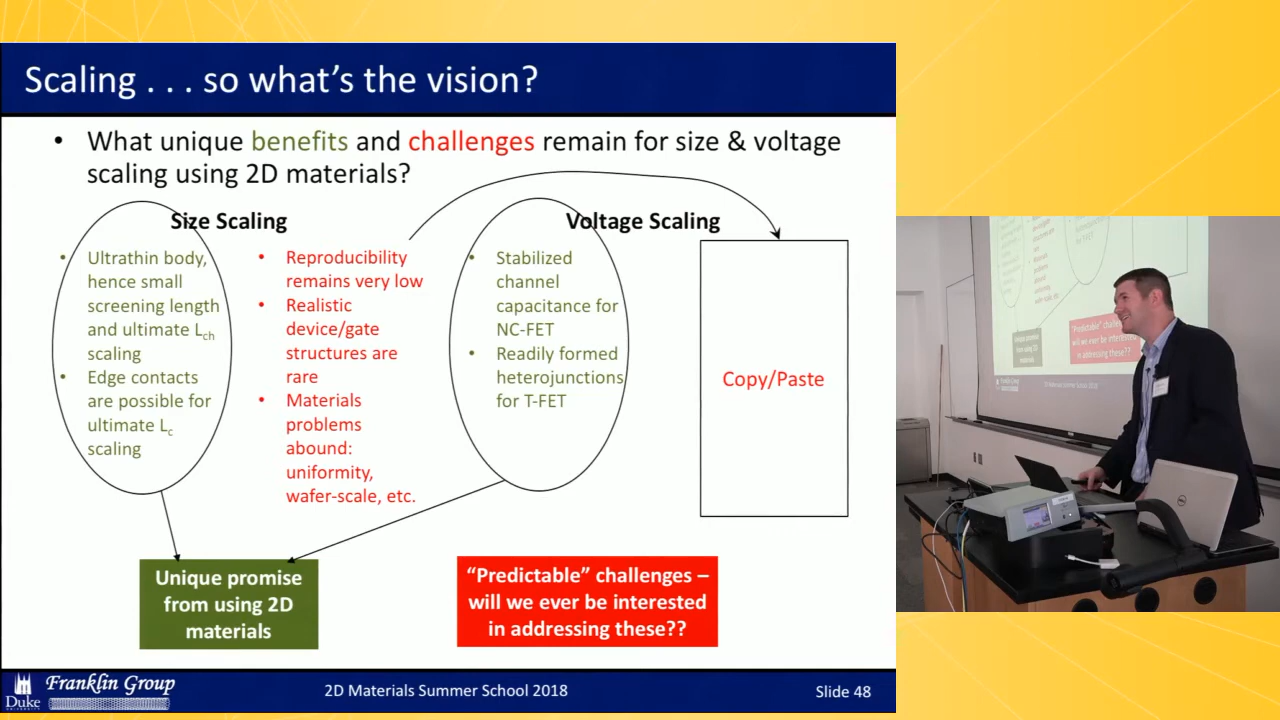 Scaling . . . so what's the vision?
• What unique benefits and challenges remain for size & voltage
scaling using 2D materials?
Size Scaling
• Ultrathin body,
hence small
screening length
and ultimate Lch
scaling
• Edge contacts
are possible for
ultimate Lc
scaling
• Reproducibility
remains very low
• Realistic
device/gate
structures are
rare
• Materials
problems
abound:
uniformity,
wafer-scale, etc.
Voltage Scaling
• Stabilized
channel
capacitance for
NC-FET
• Readily formed
heterojunctions
for T-FET
Copy/Paste
Unique promise
from using 2D
materials
"Predictable" challenges –
will we ever be interested
in addressing these??
Duke
Franklin Group
2D Materials Summer School 2018
Slide 48